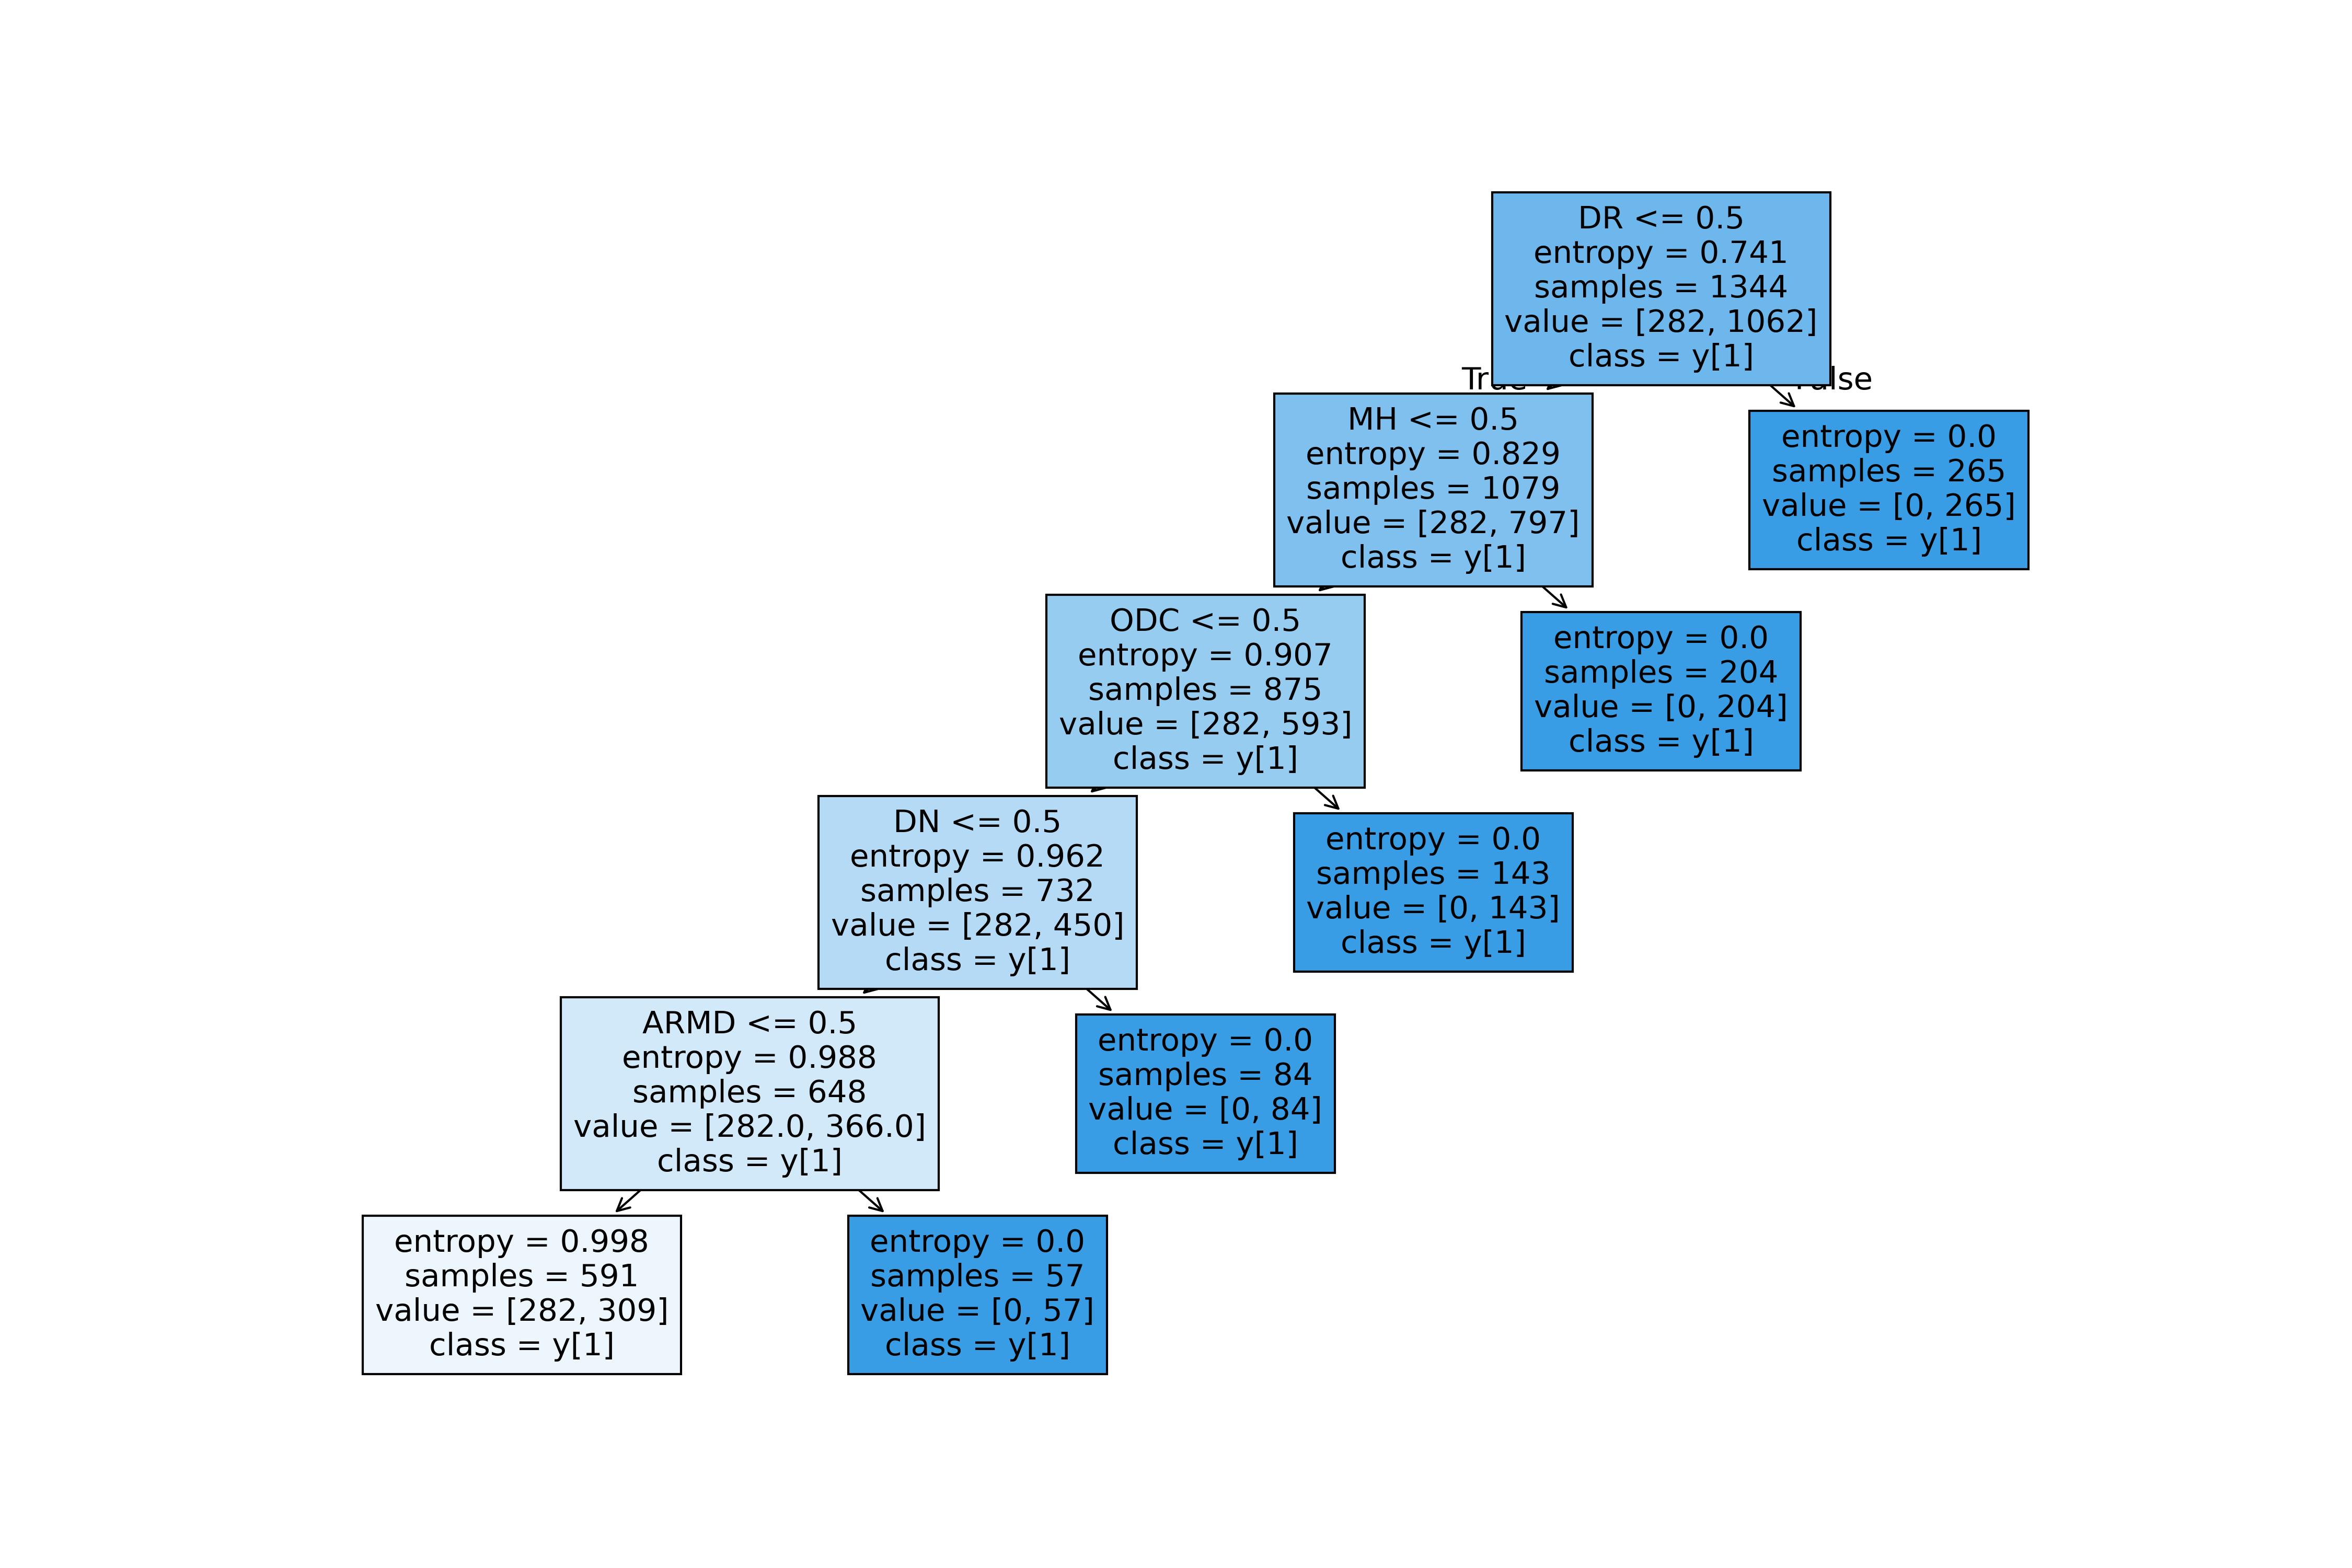 DR <= 0.5
entropy = 0.741
samples = 1344
value = [282, 1062]
class = y[1]
MH <= 0.5
entropy = 0.829
samples = 1079
value = [282, 797]
class = y[1]
entropy = 0.0
samples = 265
value = [0, 265]
class = y[1]
ODC <= 0.5
entropy = 0.907
samples = 875
value = [282, 593]
class = y[1]
entropy = 0.0
samples = 204
value = [0, 204]
class = y[1]
DN <= 0.5
entropy = 0.962
samples = 732
value = [282, 450]
class = y[1]
entropy = 0.0
samples = 143
value = [0, 143]
class = y[1]
ARMD <= 0.5
entropy = 0.988
samples = 648
value = [282.0, 366.0]
class = y[1]
entropy = 0.0
samples = 84
value = [0, 84]
class = y[1]
entropy = 0.998
samples = 591
value = [282, 309]
class = y[1]
entropy = 0.0
samples = 57
value = [0, 57]
class = y[1]